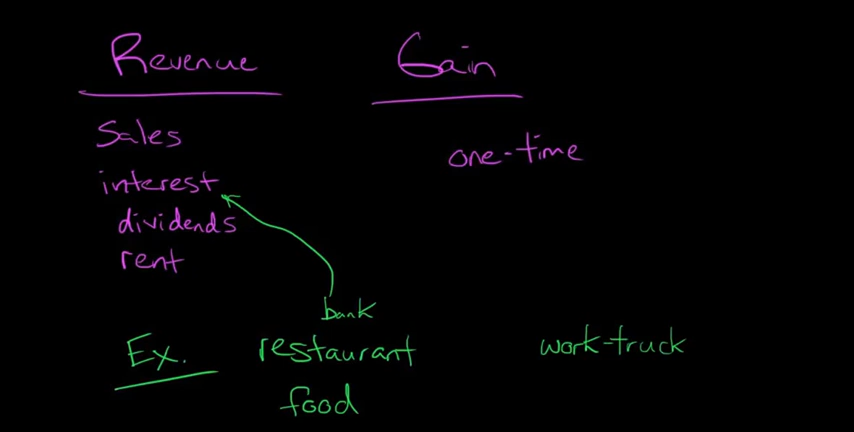 Revenue
Gain
Sales
one-time
interest
dividends
rent
bank
Ex.
restaurant
work-truck
food